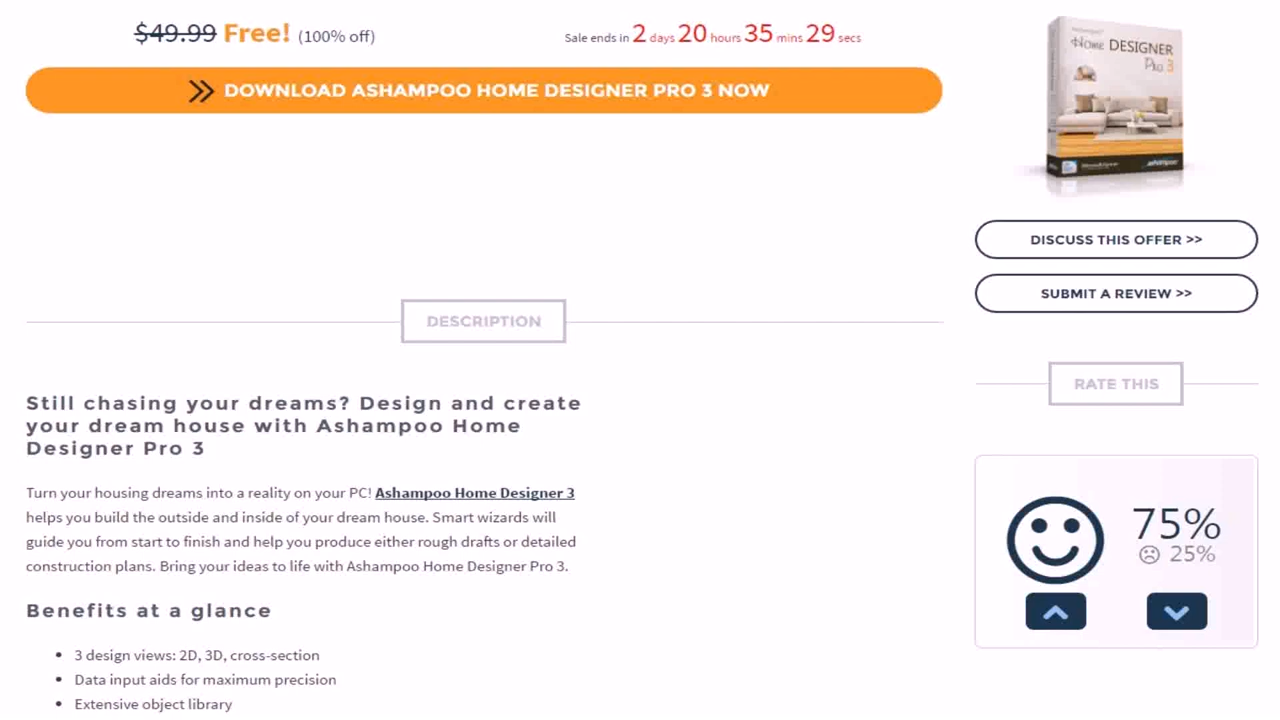 $49.99 Free! (100% off)
Sale ends in 2 days 20 hours 35 mins 29 secs
DOWNLOAD ASHAMPOO HOME DESIGNER PRO 3 NOW
Home DESIGNER
Pro 3
ashampoo
DISCUSS THIS OFFER >>
SUBMIT A REVIEW >>
DESCRIPTION
RATE THIS
Still chasing your dreams? Design and create
your dream house with Ashampoo Home
Designer Pro 3
Turn your housing dreams into a reality on your PC! Ashampoo Home Designer 3
helps you build the outside and inside of your dream house. Smart wizards will
guide you from start to finish and help you produce either rough drafts or detailed
construction plans. Bring your ideas to life with Ashampoo Home Designer Pro 3.
75%
25%
Benefits at a glance
3 design views: 2D, 3D, cross-section
Data input aids for maximum precision
Extensive object library